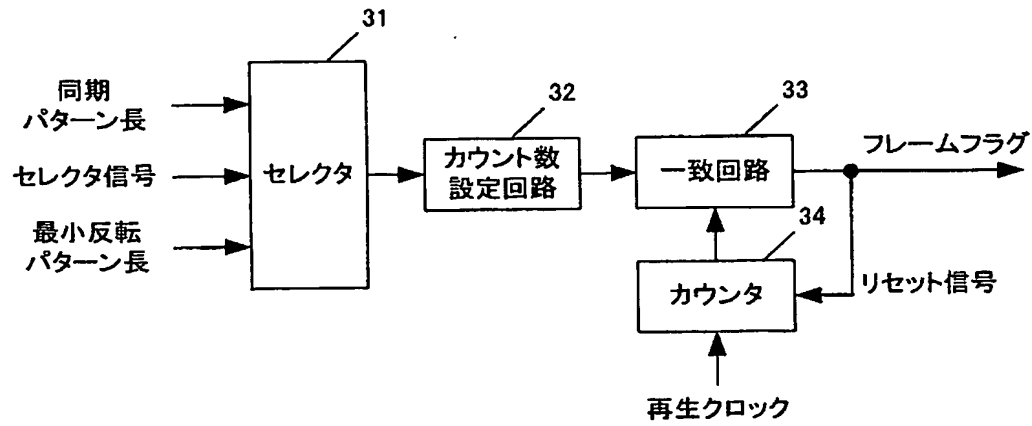 31
同期
パターン長
セレクタ信号
最小反転
パターン長
セレクタ
32
カウント数
設定回路
33
一致回路
フレームフラグ
34
カウンタ
リセット信号
再生クロック